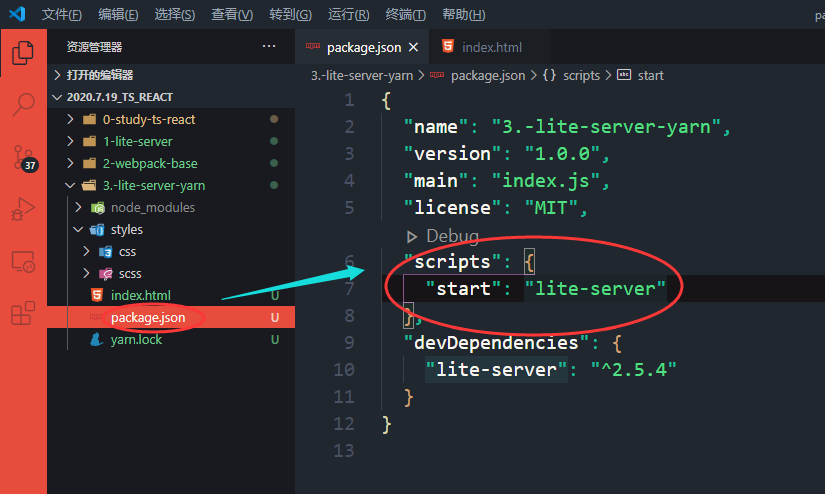 文件(F) 编辑(E) 选择(S) 查看(V) 转到(G) 运行(R) 终端(T) 帮助(H) pa
资源管理器 ···
打开的编辑器
2020.7.19_TS_REACT
0-study-ts-react
1-lite-server
2-webpack-base
3.-lite-server-yarn
node_modules
styles
css
scss
index.html U
package.json U
yarn.lock U
37
package.json × index.html
3.-lite-server-yarn > package.json > {} scripts > abc start
1 {
2 "name": "3.-lite-server-yarn",
3 "version": "1.0.0",
4 "main": "index.js",
5 "license": "MIT",
Debug
6 "scripts": {
7 "start": "lite-server"
8 },
9 "devDependencies": {
10 "lite-server": "^2.5.4"
11 }
12 }
13